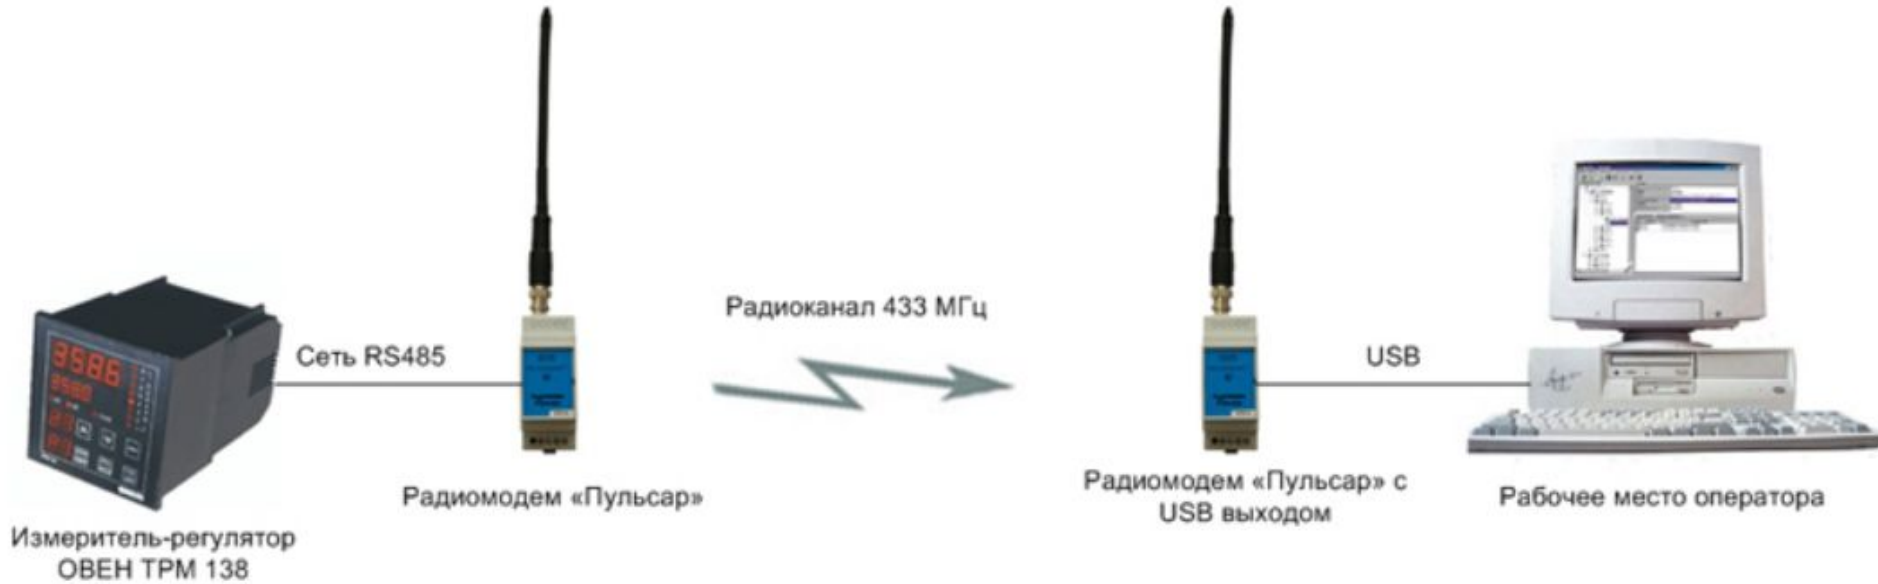 Радиоканал 433 МГц
Сеть RS485
USB
3586
Радиомодем «Пульсар»
Радиомодем «Пульсар» с
USB выходом
Рабочее место оператора
Измеритель-регулятор
ОВЕН ТРМ 138